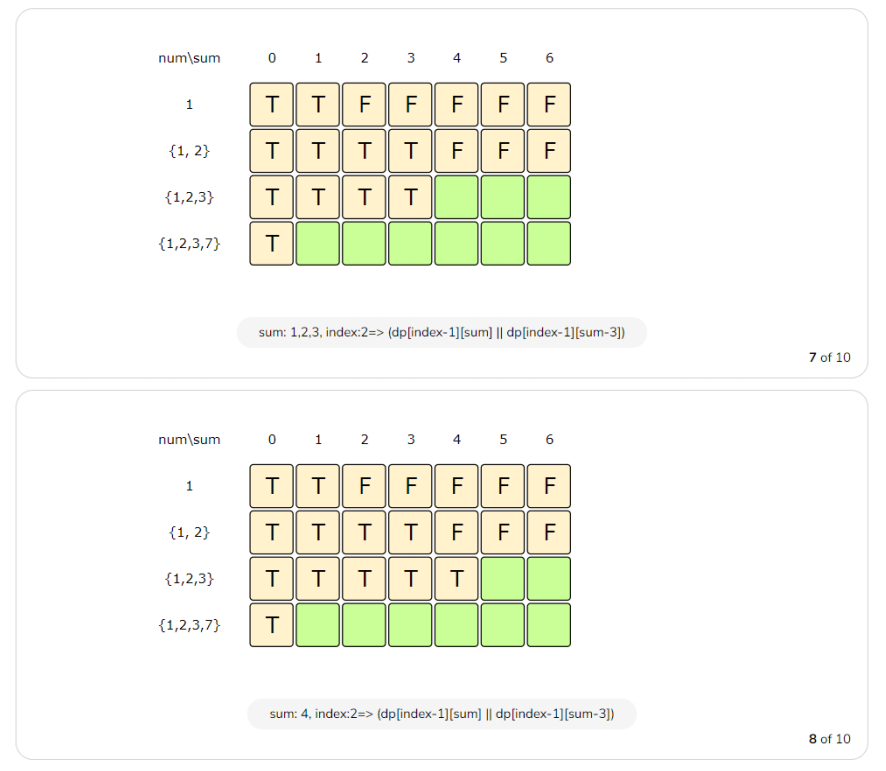 num\sum 0 1 2 3 4 5 6
1 T T F F F F F
{1, 2} T T T T F F F
{1,2,3} T T T T
{1,2,3,7} T
sum: 1,2,3, index:2=> (dp[index-1][sum] || dp[index-1][sum-3])
7 of 10
num\sum 0 1 2 3 4 5 6
1 T T F F F F F
{1, 2} T T T T F F F
{1,2,3} T T T T T
{1,2,3,7} T
sum: 4, index:2=> (dp[index-1][sum] || dp[index-1][sum-3])
8 of 10